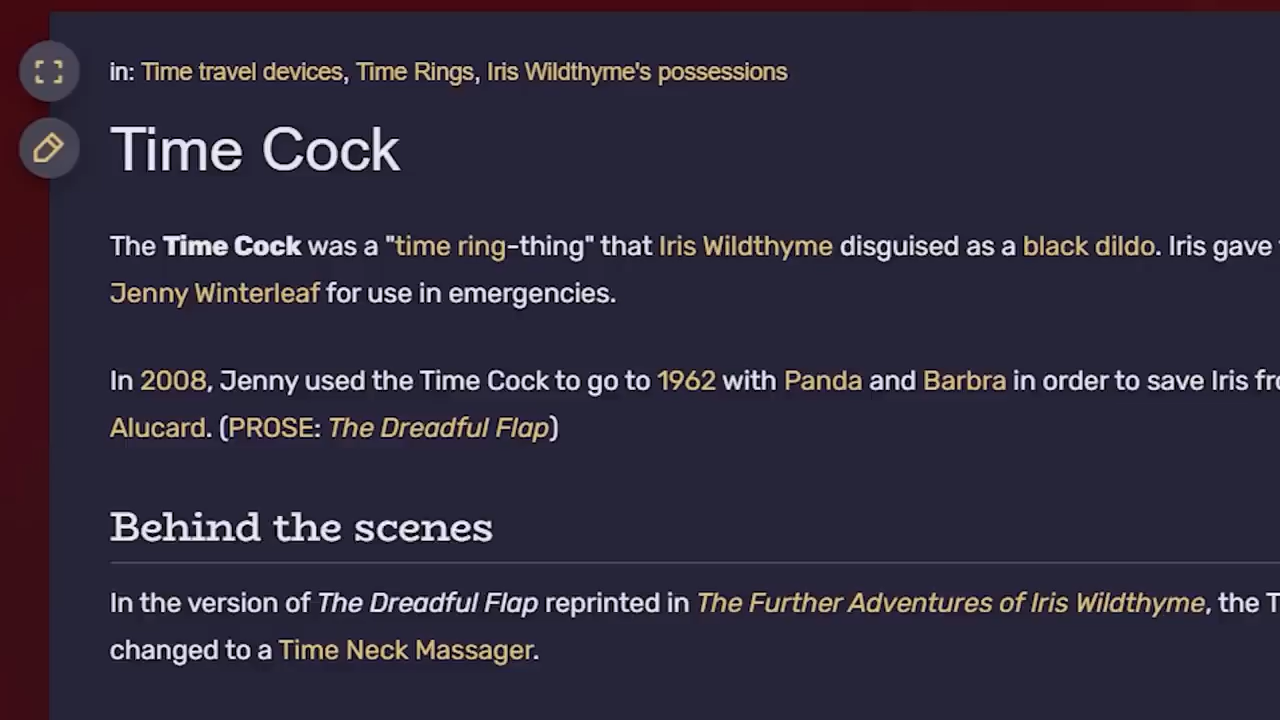 in: Time travel devices, Time Rings, Iris Wildthyme's possessions
Time Cock
The Time Cock was a "time ring-thing" that Iris Wildthyme disguised as a black dildo. Iris gave
Jenny Winterleaf for use in emergencies.
In 2008, Jenny used the Time Cock to go to 1962 with Panda and Barbra in order to save Iris
Alucard. (PROSE: The Dreadful Flap)
Behind the scenes
In the version of The Dreadful Flap reprinted in The Further Adventures of Iris Wildthyme, the
changed to a Time Neck Massager.